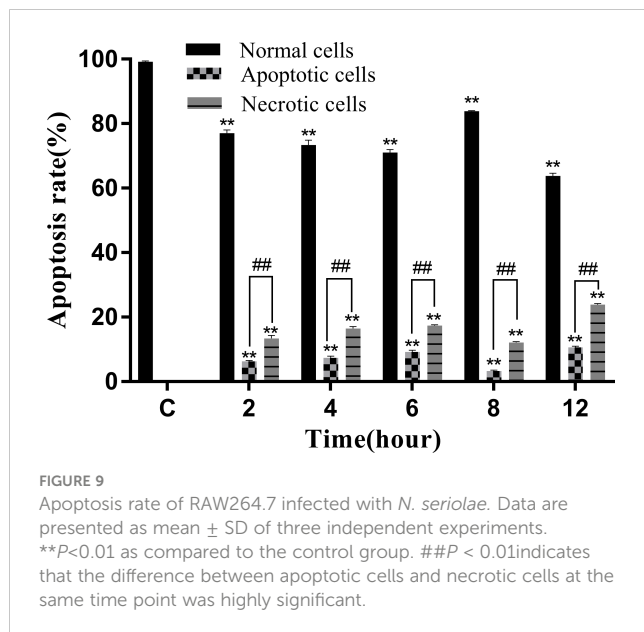 Normal cells
Apoptotic cells
Necrotic cells
Apoptosis rate(%)
100
80
60
40
20
0
**
**
**
**
**
##
##
##
##
##
**
**
**
**
**
**
**
**
**
**
C
2
4
6
8
12
Time(hour)
FIGURE 9
Apoptosis rate of RAW264.7 infected with N. seriolae. Data are
presented as mean ± SD of three independent experiments.
**P<0.01 as compared to the control group. ##P < 0.01indicates
that the difference between apoptotic cells and necrotic cells at the
same time point was highly significant.